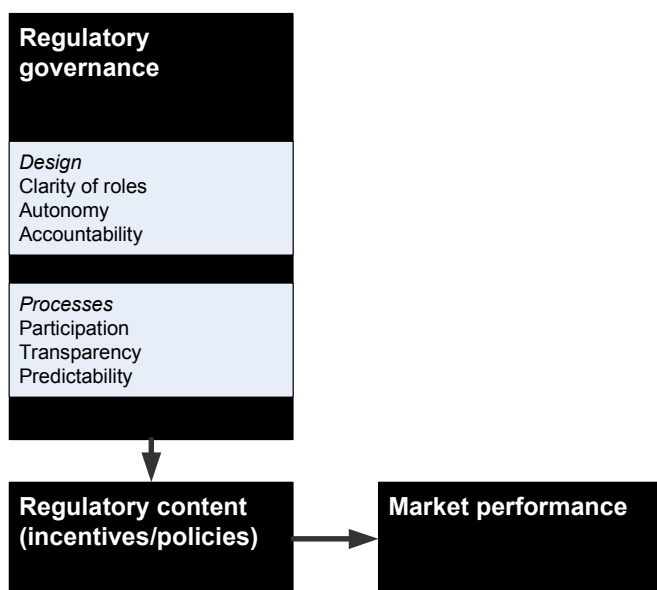 Regulatory
governance
Design
Clarity of roles
Autonomy
Accountability
Processes
Participation
Transparency
Predictability
Regulatory content
(incentives/policies)
Market performance